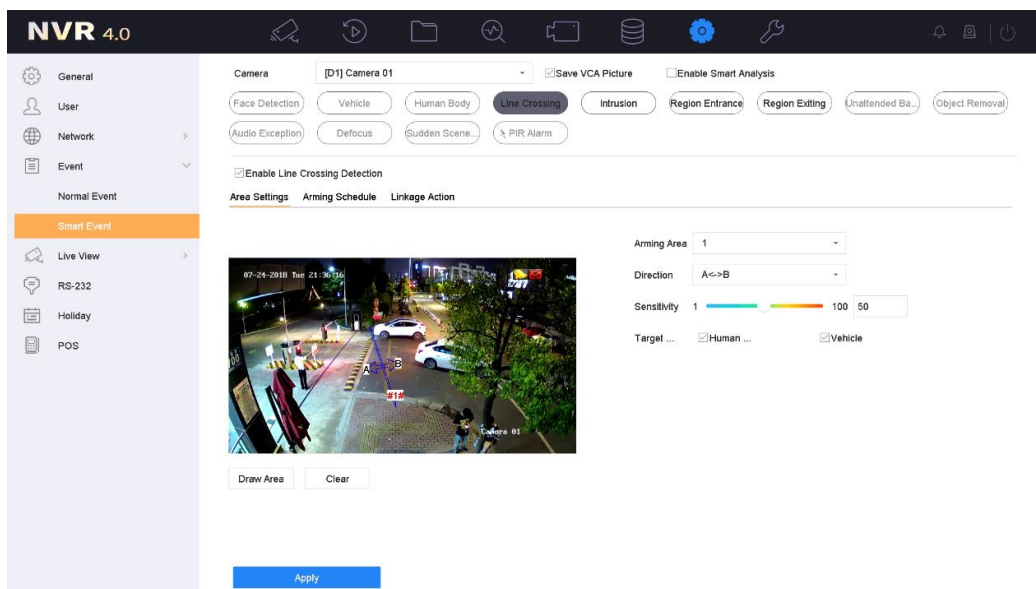 NVR 4.0
General
User
Network
Event
Normal Event
Smart Event
Live View
RS-232
Holiday
POS
Camera [D1] Camera 01 Save VCA Picture Enable Smart Analysis
Face Detection Vehicle Human Body Line Crossing Intrusion Region Entrance Region Exiting Unattended Ba... Object Removal
Audio Exception Defocus Sudden Scene... PIR Alarm
Enable Line Crossing Detection
Area Settings Arming Schedule Linkage Action
Arming Area 1
Direction A<->B
Sensitivity 1 100 50
Target ... Human ... Vehicle
07-24-2018 Tue 21:36:16
A B
#1#
Camera 01
Draw Area Clear
Apply